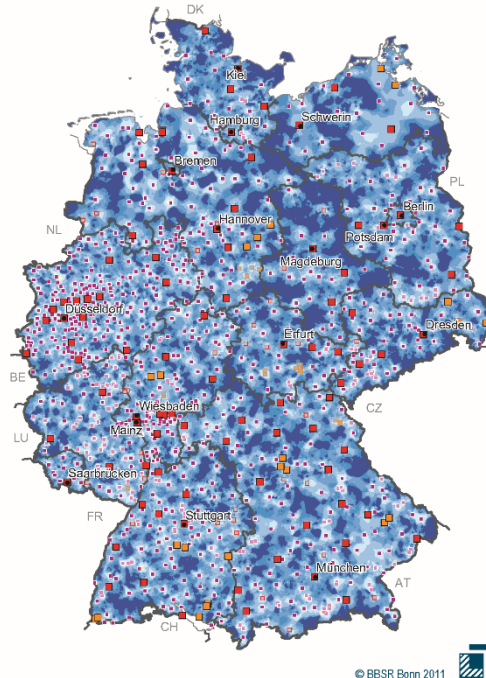 DK
Kiel
Hamburg
Schwerin
Bremen
PL
Berlin
NL
Hannover
Potsdam
Magdeburg
Düsseldorf
Dresden
Erfurt
BE
Wiesbaden
CZ
Mainz
LU
Saarbrücken
FR
Stuttgart
München
AT
CH
© BBSR Bonn 2011